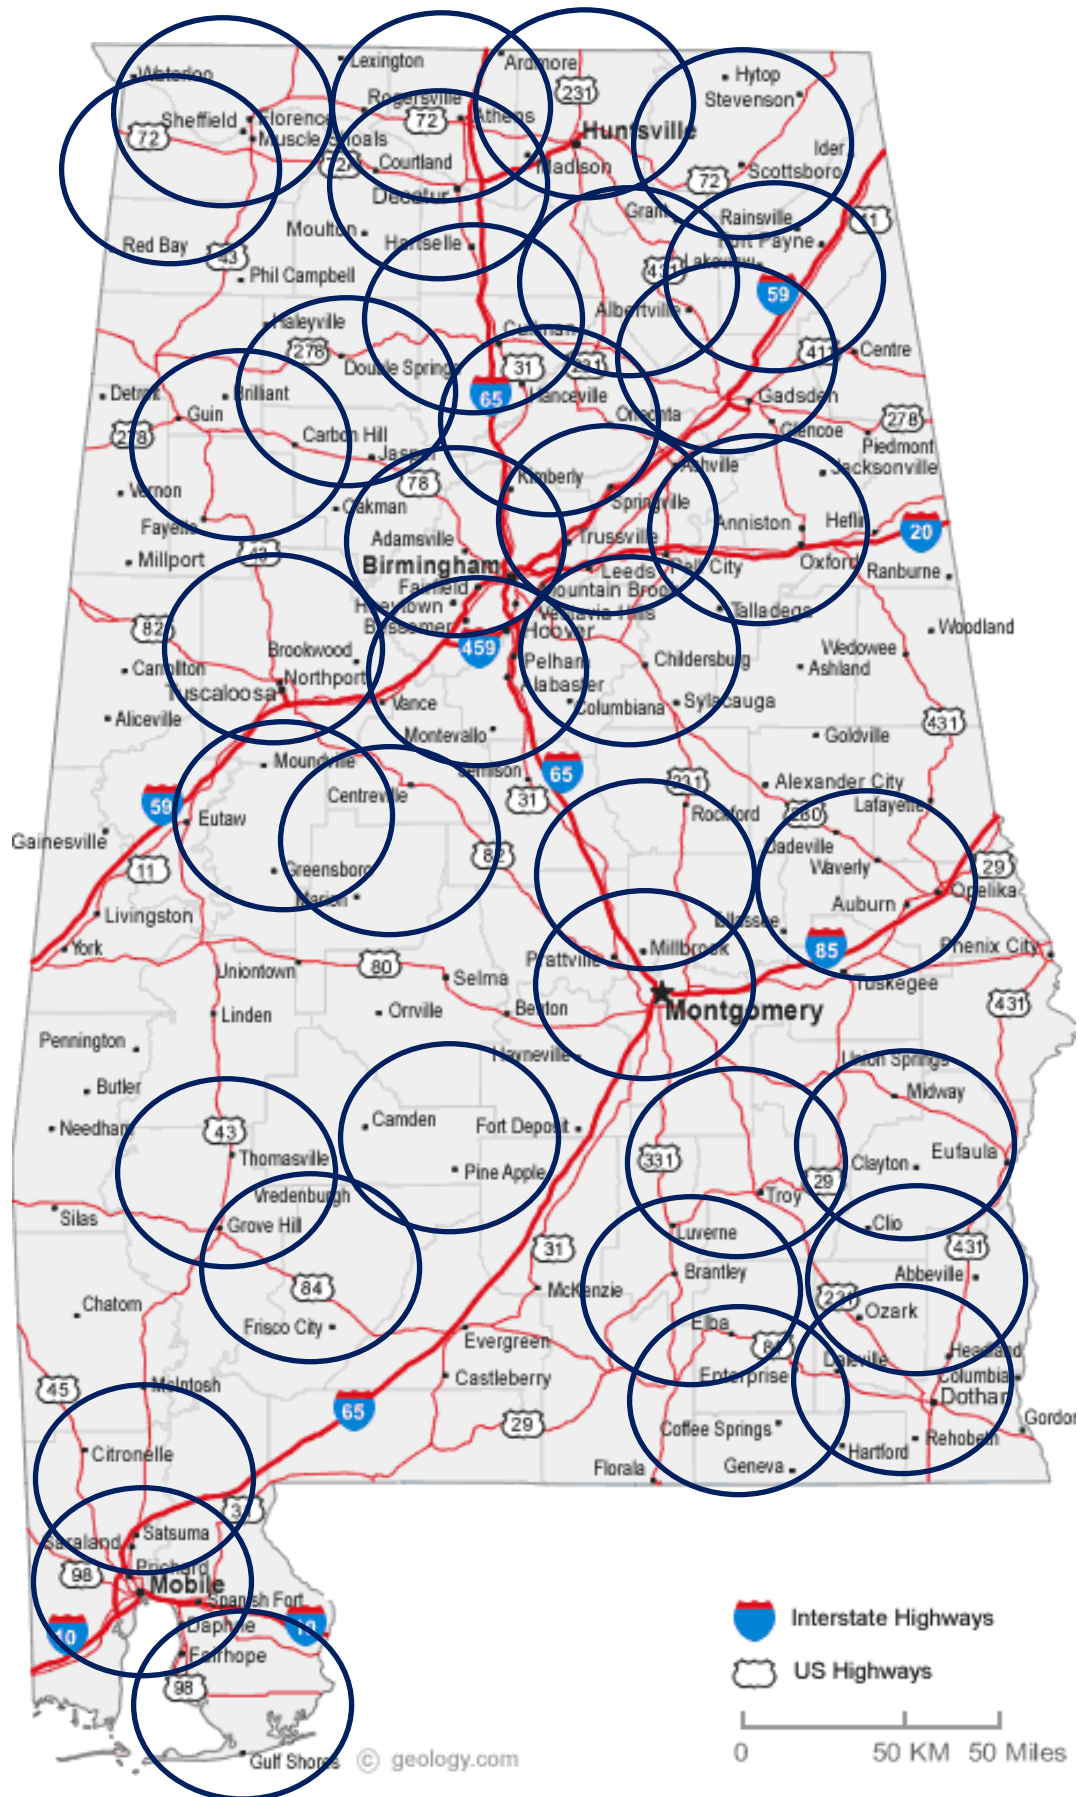 Lexington
Ardmore
Waterloo
Hytop
Stevenson
231
Rogersville
Sheffield
Florence
72
Athens
72
Huntsville
Muscle Shoals
Ider
72A
Courtland
Madison
Scottsboro
72
Decatur
Grant
Rainsville
11
Moulton
Hartselle
Fort Payne
Red Bay
43
Lakeview
431
Phil Campbell
59
Albertville
Haleyville
Cullman
278
Double Springs
31
231
411
Centre
65
Hanceville
Detroit
Brilliant
Gadsden
Guin
Oneonta
278
278
Glencoe
Carbon Hill
Piedmont
Jasper
Ashville
Jacksonville
78
Kimberly
Vernon
Springville
Oakman
Fayette
Anniston
Heflin
20
Adamsville
Trussville
43
Millport
Birmingham
Leeds
Pell City
Oxford
Ranburne
Fairfield
Mountain Brook
Hueytown
Vestavia Hills
Talladega
82
Bessemer
Hoover
Woodland
459
Brookwood
Pelham
Childersburg
Wedowee
Carrollton
Northport
Ashland
Tuscaloosa
Alabaster
Vance
Columbiana
Sylacauga
Aliceville
431
Montevallo
Goldville
Moundville
Jemison
65
231
Alexander City
59
Centreville
31
Rockford
280
Lafayette
Eutaw
Gainesville
Dadeville
82
Waverly
29
11
Greensboro
Opelika
Marion
Auburn
Livingston
Tallassee
York
Millbrook
85
Phenix City
Prattville
80
Uniontown
Selma
Tuskegee
Linden
Orrville
Benton
Montgomery
431
Pennington
Hayneville
Union Springs
Butler
Midway
Needham
43
Camden
Fort Deposit
Thomasville
331
Clayton
Eufaula
Pine Apple
29
Vredenburgh
Troy
Silas
Grove Hill
Luverne
Clio
31
431
84
McKenzie
Brantley
Abbeville
231
Chatom
Ozark
Frisco City
Elba
Evergreen
84
Headland
Daleville
Castleberry
Enterprise
Columbia
45
McIntosh
Dothan
65
29
Gordon
Coffee Springs
Rehobeth
Citronelle
Hartford
Florala
Geneva
31
Satsuma
Saraland
Prichard
98
Mobile
Spanish Fort
Interstate Highways
10
Daphne
10
Fairhope
US Highways
98
0
50 KM
50 Miles
Gulf Shores
© geology.com